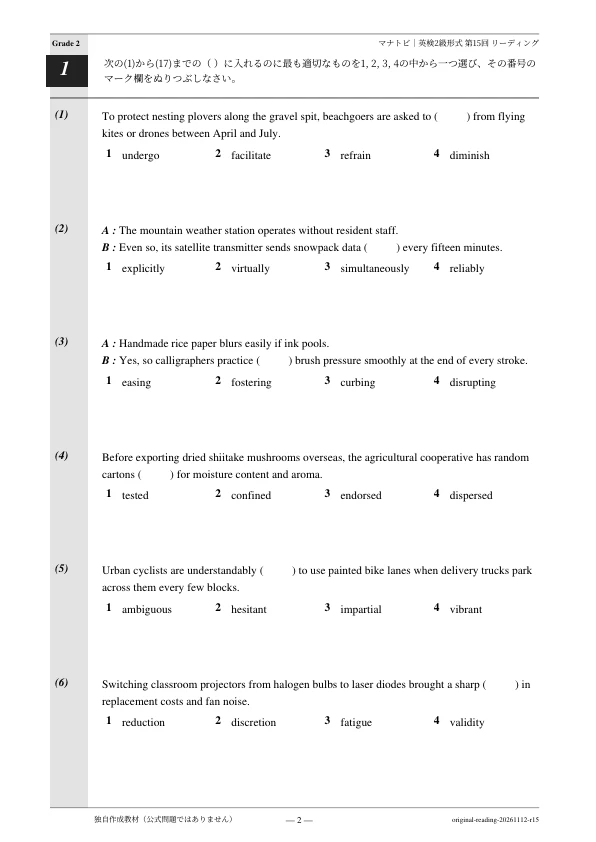 Grade 2
マナトビ｜英検2級形式 第15回 リーディング
1
次の(1)から(17)までの（ ）に入れるのに最も適切なものを1, 2, 3, 4の中から一つ選び、その番号の
マーク欄をぬりつぶしなさい。
(1)
To protect nesting plovers along the gravel spit, beachgoers are asked to (          ) from flying
kites or drones between April and July.
1 undergo 2 facilitate 3 refrain 4 diminish
(2)
A : The mountain weather station operates without resident staff.
B : Even so, its satellite transmitter sends snowpack data (          ) every fifteen minutes.
1 explicitly 2 virtually 3 simultaneously 4 reliably
(3)
A : Handmade rice paper blurs easily if ink pools.
B : Yes, so calligraphers practice (          ) brush pressure smoothly at the end of every stroke.
1 easing 2 fostering 3 curbing 4 disrupting
(4)
Before exporting dried shiitake mushrooms overseas, the agricultural cooperative has random
cartons (          ) for moisture content and aroma.
1 tested 2 confined 3 endorsed 4 dispersed
(5)
Urban cyclists are understandably (          ) to use painted bike lanes when delivery trucks park
across them every few blocks.
1 ambiguous 2 hesitant 3 impartial 4 vibrant
(6)
Switching classroom projectors from halogen bulbs to laser diodes brought a sharp (          ) in
replacement costs and fan noise.
1 reduction 2 discretion 3 fatigue 4 validity
独自作成教材（公式問題ではありません）
— 2 —
original-reading-20261112-r15